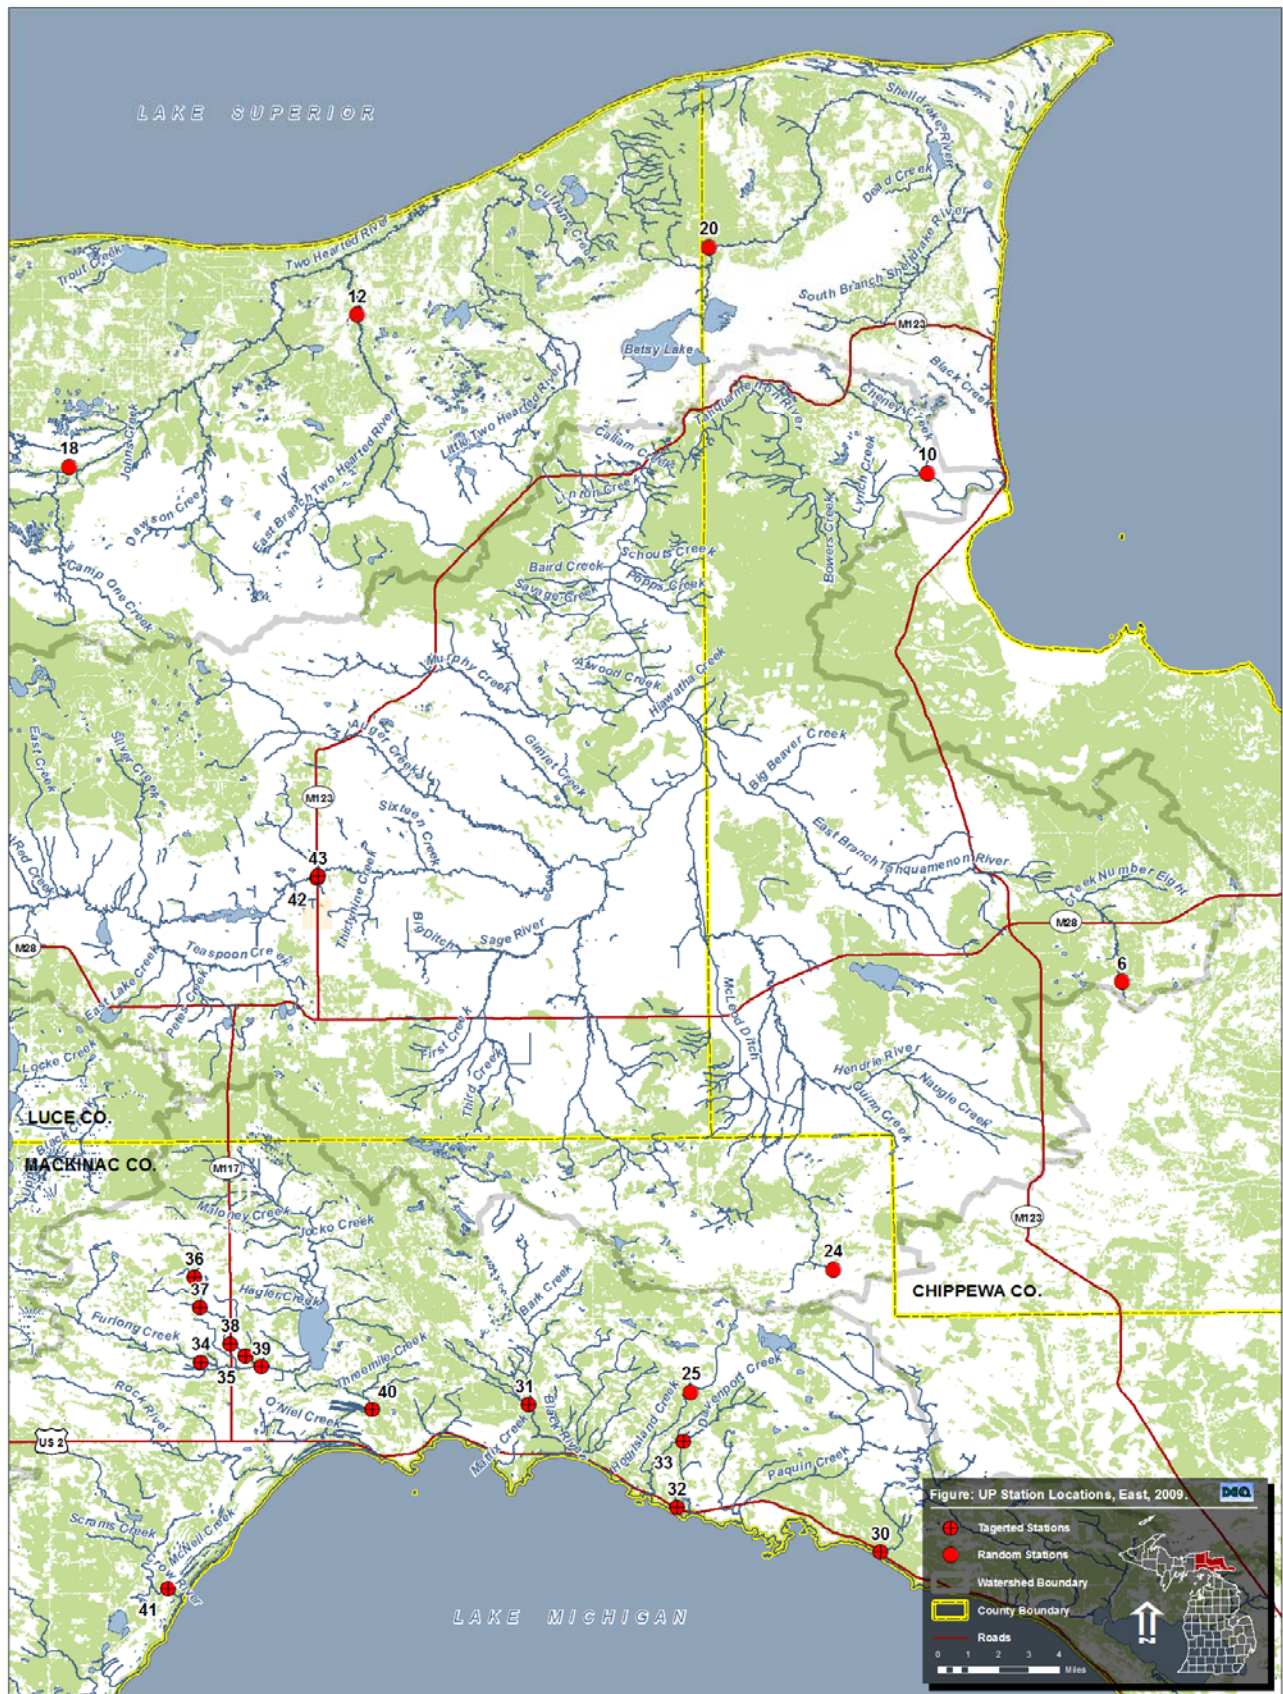 LAKE SUPERIOR
Shelldrake River
Dead Creek
Culhane Creek
Two Hearted River
Trout Creek
20
South Branch Shelldrake River
12
M123
Betsy Lake
Black Creek
Tahquamenon River
Cheney Creek
Little Two Hearted River
Johns Creek
Callam Creek
18
10
East Branch Two Hearted River
Lynch Creek
Linton Creek
Dawson Creek
Bowers Creek
Schouts Creek
Baird Creek
Popps Creek
Savage Creek
Camp One Creek
Murphy Creek
Atwood Creek
Hiawatha Creek
East Creek
Silver Creek
Auger Creek
Gimlet Creek
Big Beaver Creek
M123
Sixteen Creek
East Branch Tahquamenon River
43
Red Creek
Creek Number Eight
42
Thirtynine Creek
Big Ditch
Sage River
M28
M28
Teaspoon Creek
East Lake Creek
6
Petes Creek
McLeod Ditch
First Creek
Third Creek
Locke Creek
Hendrie River
Naugle Creek
Quinn Creek
LUCE CO.
MACKINAC CO.
M117
Maloney Creek
Jocko Creek
M123
36
24
37
Hagler Creek
Bark Creek
CHIPPEWA CO.
Furlong Creek
38
34
39
35
Threemile Creek
Davenport Creek
25
Rock River
40
31
O'Niel Creek
Black River
Hog Island Creek
Mattix Creek
US 2
33
Paquin Creek
32
Scrams Creek
McNeil Creek
30
Crow River
41
LAKE MICHIGAN
Figure: UP Station Locations, East, 2009.
DEQ
Tagerted Stations
Random Stations
Watershed Boundary
County Boundary
Roads
N
0 1 2 3 4
Miles